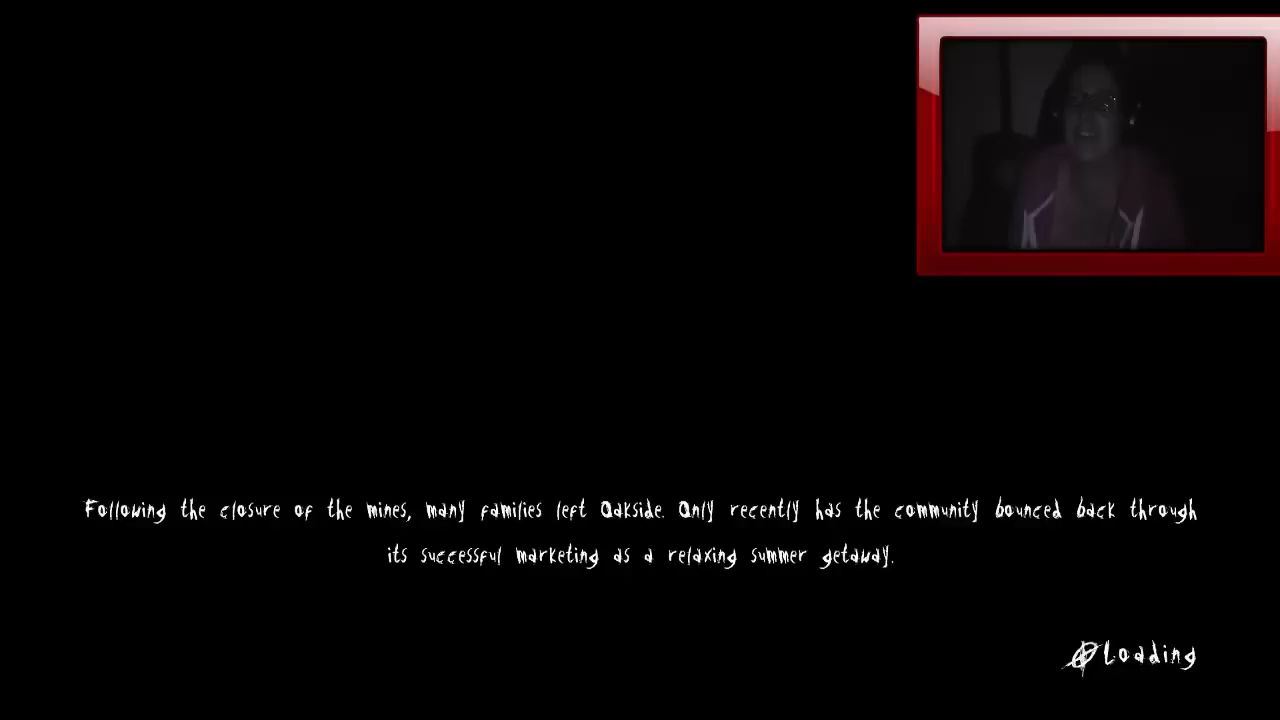 Following the closure of the mines, many families left Oakside. Only recently has the community bounced back through
its successful marketing as a relaxing summer getaway.
Loading